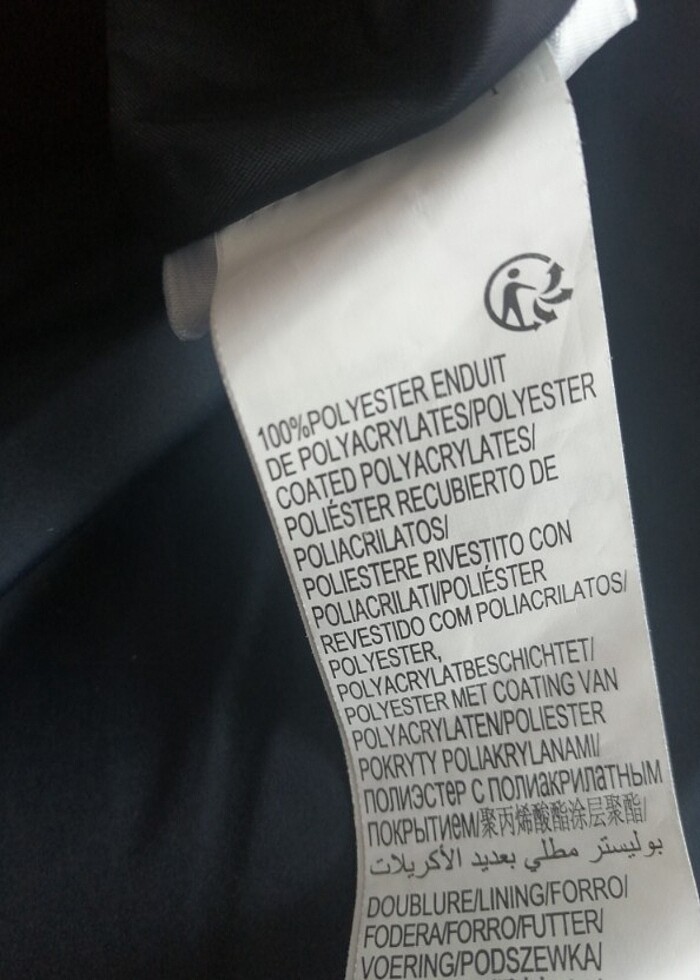 100%POLYESTER ENDUIT
DE POLYACRYLATES/POLYESTER
COATED POLYACRYLATES/
POLIÉSTER RECUBIERTO DE
POLIACRILATOS/
POLIESTERE RIVESTITO CON
POLIACRILATI/POLIÉSTER
REVESTIDO COM POLIACRILATOS/
POLYESTER,
POLYACRYLATBESCHICHTET/
POLYESTER MET COATING VAN
POLYACRYLATEN/POLIESTER
POKRYTY POLIAKRYLANAMI/
ПОЛИЭСТЕР С ПОЛИАКРИЛАТНЫМ
ПОКРЫТИЕМ/聚丙烯酸酯涂层聚酯/
بوليستر مطلي بعديد الأكريلات
DOUBLURE/LINING/FORRO/
FODERA/FORRO/FUTTER/
VOERING/PODSZEWKA/